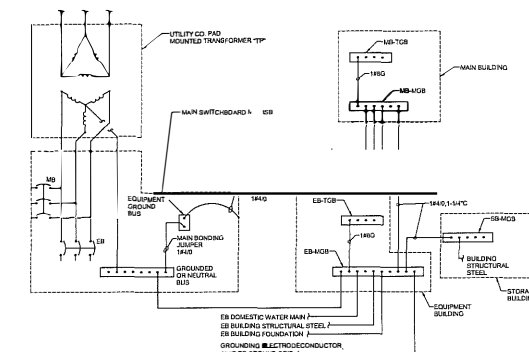 UTILITY CO. PAD
MOUNTED TRANSFORMER "TP"
MB-TGB
1#6G
MAIN BUILDING
MB-MGB
MAIN SWITCHBOARD
MB
EQUIPMENT
GROUND
BUS
1#4/0
EB-TGB
1#4/0,1-1/4"C
SB-MGB
1#6G
MAIN BONDING
JUMPER
1#4/0
EB-MGB
BUILDING
STRUCTURAL
STEEL
GROUNDED
OR NEUTRAL
BUS
EQUIPMENT
BUILDING
EB DOMESTIC WATER MAIN
EB BUILDING STRUCTURAL STEEL
EB BUILDING FOUNDATION
GROUNDING ELECTRODECONDUCTOR,